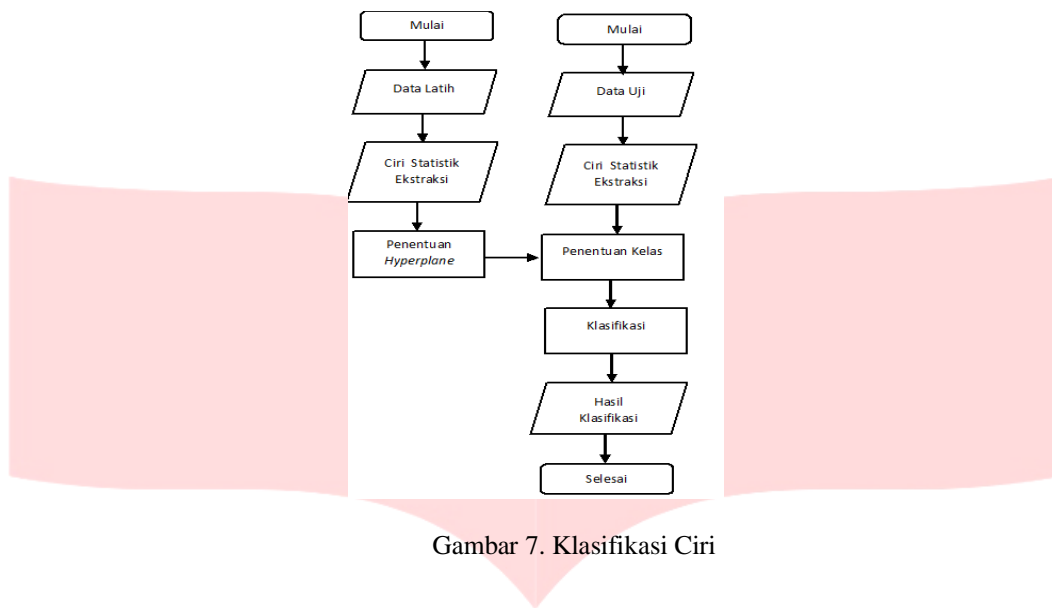 Mulai
Data Latih
Ciri Statistik
Ekstraksi
Penentuan
Hyperplane
Mulai
Data Uji
Ciri Statistik
Ekstraksi
Penentuan Kelas
Klasifikasi
Hasil
Klasifikasi
Selesai
Gambar 7. Klasifikasi Ciri